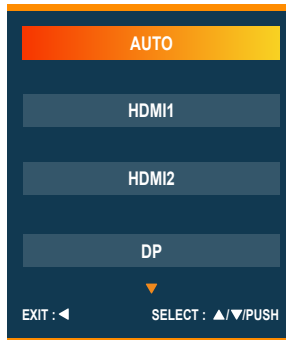 AUTO
HDMI1
HDMI2
DP
▼
EXIT : ◀ SELECT : ▲/▼/PUSH